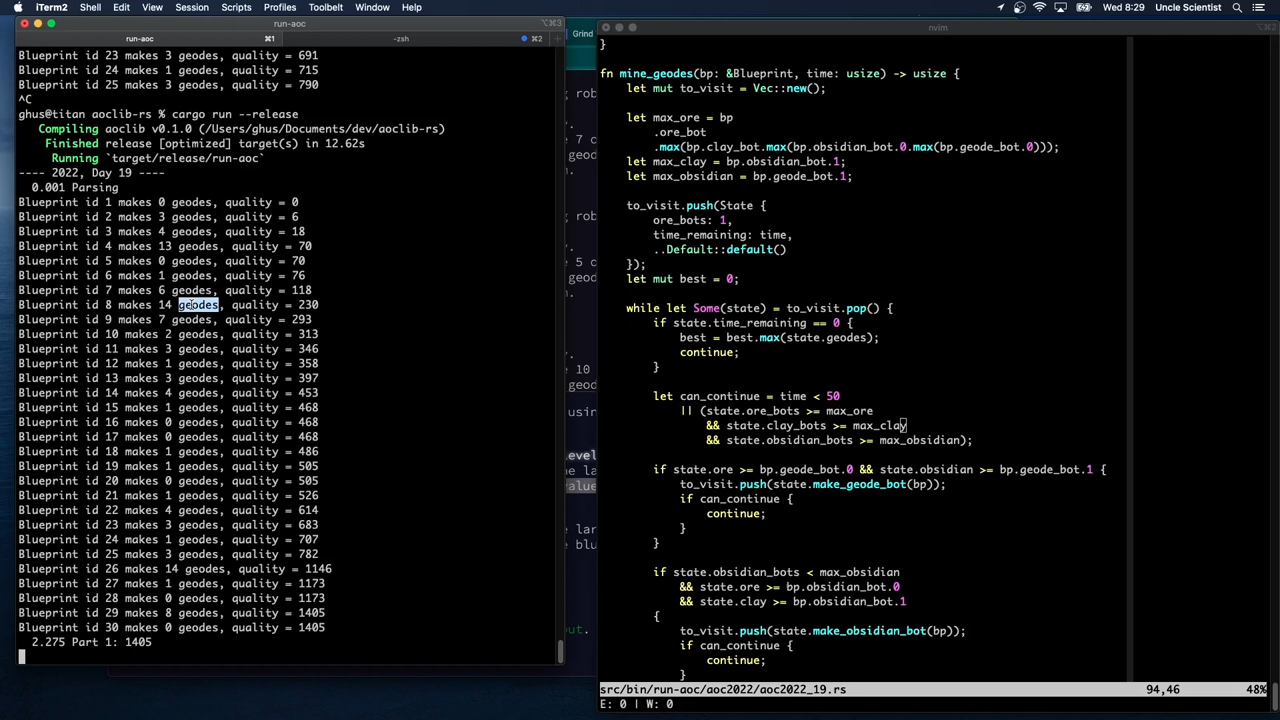 iTerm2 Shell Edit View Session Scripts Profiles Toolbelt Window Help Wed 8:29 Uncle Scientist
run-aoc ⌥⌘3
run-aoc ⌘1 -zsh ⌘2
Blueprint id 23 makes 3 geodes, quality = 691
Blueprint id 24 makes 1 geodes, quality = 715
Blueprint id 25 makes 3 geodes, quality = 790
^C
ghus@titan aoclib-rs % cargo run --release
Compiling aoclib v0.1.0 (/Users/ghus/Documents/dev/aoclib-rs)
Finished release [optimized] target(s) in 12.62s
Running `target/release/run-aoc`
---- 2022, Day 19 ----
0.001 Parsing
Blueprint id 1 makes 0 geodes, quality = 0
Blueprint id 2 makes 3 geodes, quality = 6
Blueprint id 3 makes 4 geodes, quality = 18
Blueprint id 4 makes 13 geodes, quality = 70
Blueprint id 5 makes 0 geodes, quality = 70
Blueprint id 6 makes 1 geodes, quality = 76
Blueprint id 7 makes 6 geodes, quality = 118
Blueprint id 8 makes 14 geodes, quality = 230
Blueprint id 9 makes 7 geodes, quality = 293
Blueprint id 10 makes 2 geodes, quality = 313
Blueprint id 11 makes 3 geodes, quality = 346
Blueprint id 12 makes 1 geodes, quality = 358
Blueprint id 13 makes 3 geodes, quality = 397
Blueprint id 14 makes 4 geodes, quality = 453
Blueprint id 15 makes 1 geodes, quality = 468
Blueprint id 16 makes 0 geodes, quality = 468
Blueprint id 17 makes 0 geodes, quality = 468
Blueprint id 18 makes 1 geodes, quality = 486
Blueprint id 19 makes 1 geodes, quality = 505
Blueprint id 20 makes 0 geodes, quality = 505
Blueprint id 21 makes 1 geodes, quality = 526
Blueprint id 22 makes 4 geodes, quality = 614
Blueprint id 23 makes 3 geodes, quality = 683
Blueprint id 24 makes 1 geodes, quality = 707
Blueprint id 25 makes 3 geodes, quality = 782
Blueprint id 26 makes 14 geodes, quality = 1146
Blueprint id 27 makes 1 geodes, quality = 1173
Blueprint id 28 makes 0 geodes, quality = 1173
Blueprint id 29 makes 8 geodes, quality = 1405
Blueprint id 30 makes 0 geodes, quality = 1405
2.275 Part 1: 1405
Grind
g rob
e 7 c
geod
g rob
e 5 c
geod
e 10
geod
using
level
he la
value
e lar
e blu
out.
nvim
}
fn mine_geodes(bp: &Blueprint, time: usize) -> usize {
let mut to_visit = Vec::new();
let max_ore = bp
.ore_bot
.max(bp.clay_bot.max(bp.obsidian_bot.0.max(bp.geode_bot.0)));
let max_clay = bp.obsidian_bot.1;
let max_obsidian = bp.geode_bot.1;
to_visit.push(State {
ore_bots: 1,
time_remaining: time,
..Default::default()
});
let mut best = 0;
while let Some(state) = to_visit.pop() {
if state.time_remaining == 0 {
best = best.max(state.geodes);
continue;
}
let can_continue = time < 50
|| (state.ore_bots >= max_ore
&& state.clay_bots >= max_clay
&& state.obsidian_bots >= max_obsidian);
if state.ore >= bp.geode_bot.0 && state.obsidian >= bp.geode_bot.1 {
to_visit.push(state.make_geode_bot(bp));
if can_continue {
continue;
}
}
if state.obsidian_bots < max_obsidian
&& state.ore >= bp.obsidian_bot.0
&& state.clay >= bp.obsidian_bot.1
{
to_visit.push(state.make_obsidian_bot(bp));
if can_continue {
continue;
}
src/bin/run-aoc/aoc2022/aoc2022_19.rs 94,46 48%
E: 0 | W: 0